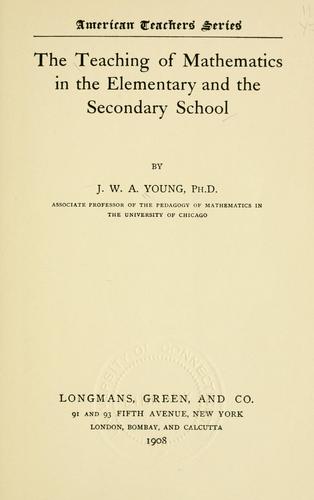 American Teachers Series
The Teaching of Mathematics
in the Elementary and the
Secondary School
BY
J. W. A. YOUNG, PH.D.
ASSOCIATE PROFESSOR OF THE PEDAGOGY OF MATHEMATICS IN
THE UNIVERSITY OF CHICAGO
LONGMANS, GREEN, AND CO.
91 AND 93 FIFTH AVENUE, NEW YORK
LONDON, BOMBAY, AND CALCUTTA
1908